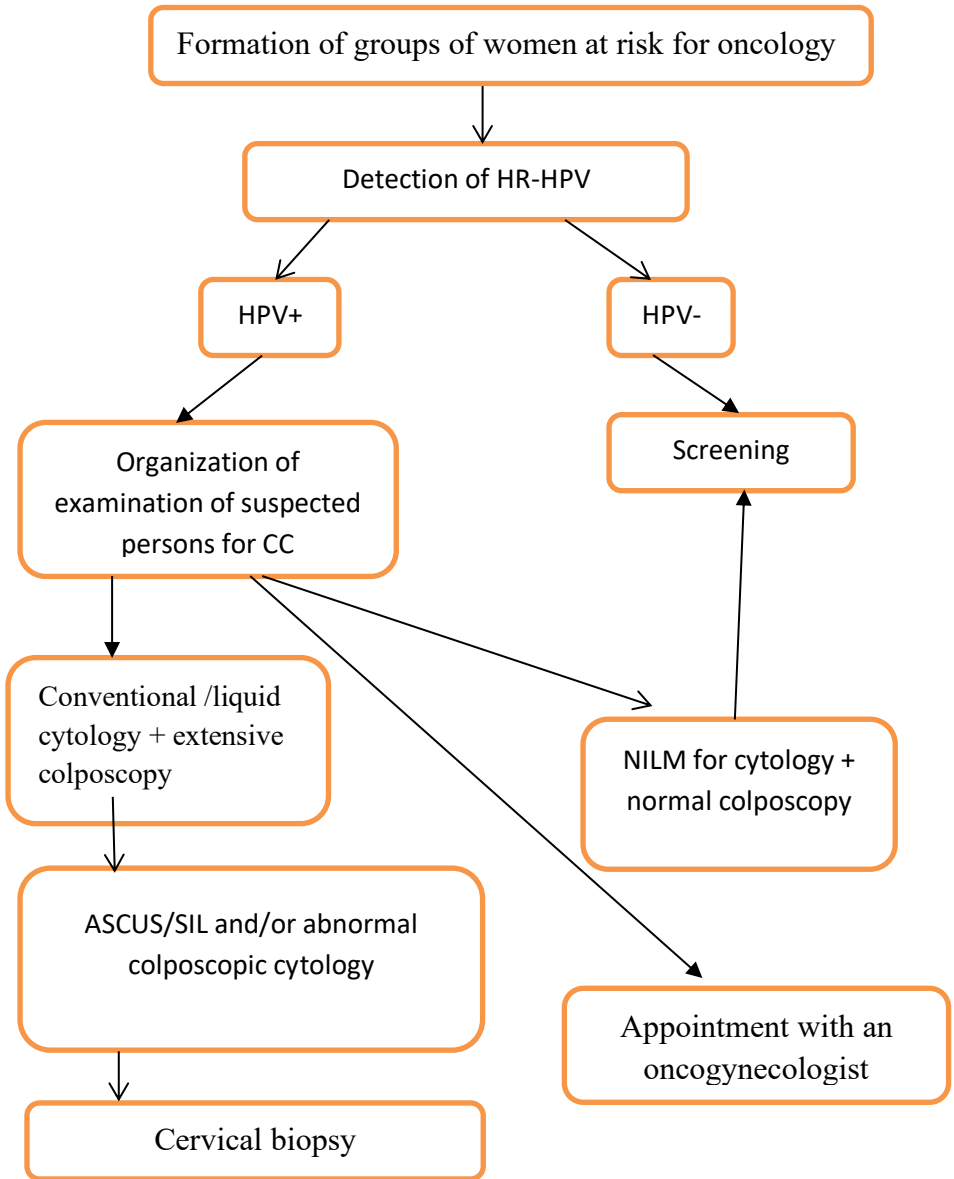 Formation of groups of women at risk for oncology
Detection of HR-HPV
HPV+
HPV-
Organization of
examination of suspected
persons for CC
Screening
Conventional /liquid
cytology + extensive
colposcopy
NILM for cytology +
normal colposcopy
ASCUS/SIL and/or abnormal
colposcopic cytology
Appointment with an
oncogynecologist
Cervical biopsy